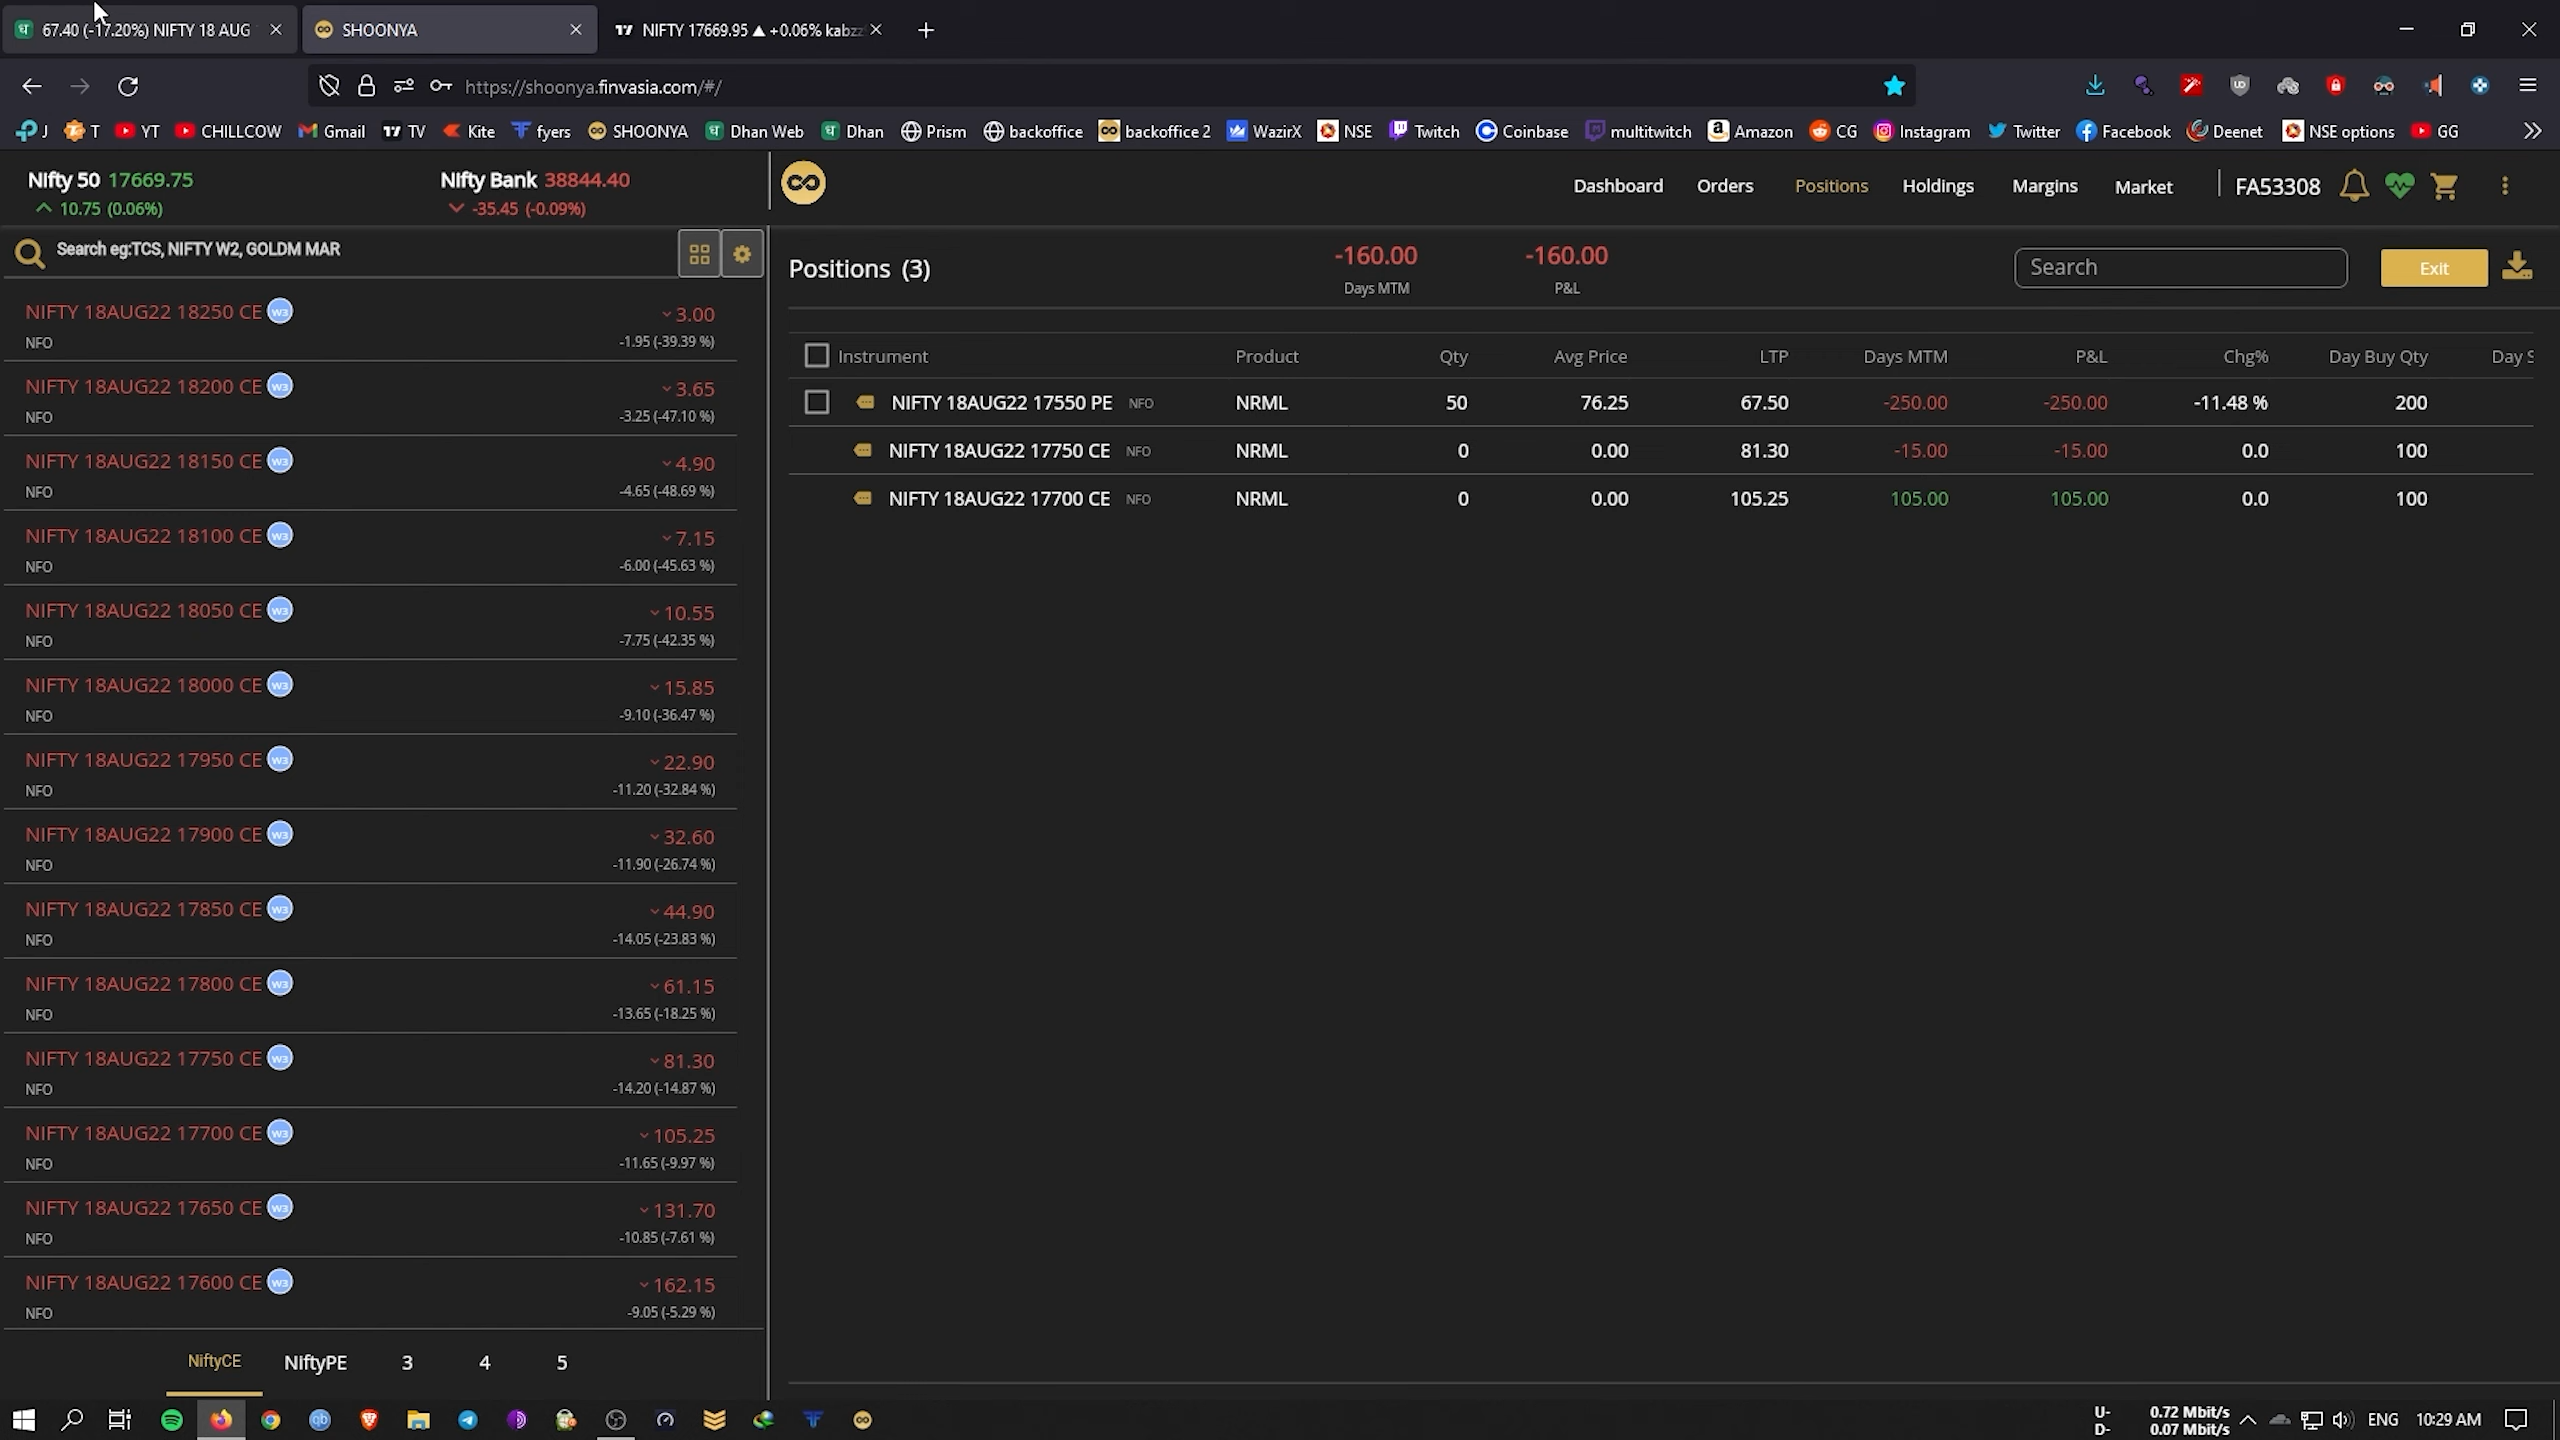 67.40 (-17.20%) NIFTY 18 AUG
SHOONYA
NIFTY 17669.95 ▲ +0.06% kabzz
https://shoonya.finvasia.com/#/
J
T
YT
CHILLCOW
Gmail
TV
Kite
fyers
SHOONYA
Dhan Web
Dhan
Prism
backoffice
backoffice 2
WazirX
NSE
Twitch
Coinbase
multitwitch
Amazon
CG
Instagram
Twitter
Facebook
Deenet
NSE options
GG
Nifty 50 17669.75
10.75 (0.06%)
Nifty Bank 38844.40
-35.45 (-0.09%)
Dashboard
Orders
Positions
Holdings
Margins
Market
FA53308
Search eg:TCS, NIFTY W2, GOLDM MAR
NIFTY 18AUG22 18250 CE W3 3.00
NFO -1.95 (-39.39 %)
NIFTY 18AUG22 18200 CE W3 3.65
NFO -3.25 (-47.10 %)
NIFTY 18AUG22 18150 CE W3 4.90
NFO -4.65 (-48.69 %)
NIFTY 18AUG22 18100 CE W3 7.15
NFO -6.00 (-45.63 %)
NIFTY 18AUG22 18050 CE W3 10.55
NFO -7.75 (-42.35 %)
NIFTY 18AUG22 18000 CE W3 15.85
NFO -9.10 (-36.47 %)
NIFTY 18AUG22 17950 CE W3 22.90
NFO -11.20 (-32.84 %)
NIFTY 18AUG22 17900 CE W3 32.60
NFO -11.90 (-26.74 %)
NIFTY 18AUG22 17850 CE W3 44.90
NFO -14.05 (-23.83 %)
NIFTY 18AUG22 17800 CE W3 61.15
NFO -13.65 (-18.25 %)
NIFTY 18AUG22 17750 CE W3 81.30
NFO -14.20 (-14.87 %)
NIFTY 18AUG22 17700 CE W3 105.25
NFO -11.65 (-9.97 %)
NIFTY 18AUG22 17650 CE W3 131.70
NFO -10.85 (-7.61 %)
NIFTY 18AUG22 17600 CE W3 162.15
NFO -9.05 (-5.29 %)
NiftyCE NiftyPE 3 4 5
Positions (3)
-160.00
Days MTM
-160.00
P&L
Search
Exit
Instrument Product Qty Avg Price LTP Days MTM P&L Chg% Day Buy Qty Day S
NIFTY 18AUG22 17550 PE NFO NRML 50 76.25 67.50 -250.00 -250.00 -11.48 % 200
NIFTY 18AUG22 17750 CE NFO NRML 0 0.00 81.30 -15.00 -15.00 0.0 100
NIFTY 18AUG22 17700 CE NFO NRML 0 0.00 105.25 105.00 105.00 0.0 100
U- 0.72 Mbit/s
D- 0.07 Mbit/s
ENG
10:29 AM